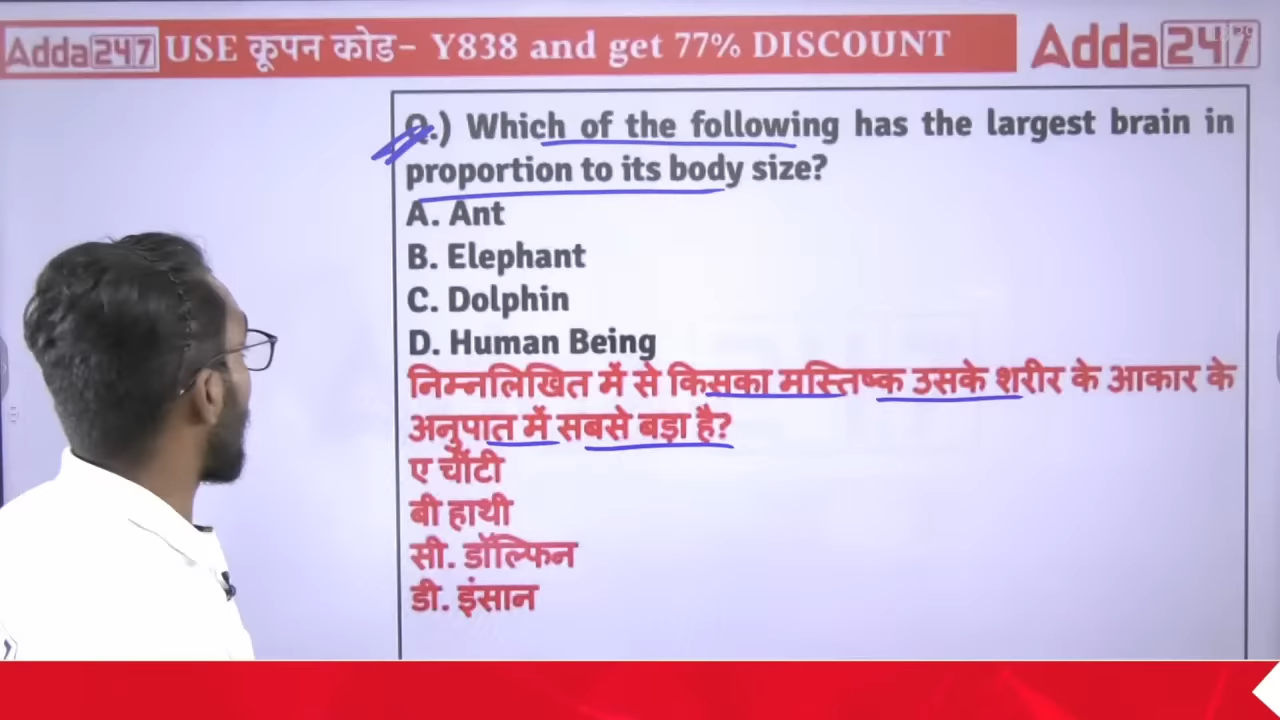 Adda247 USE कूपन कोड- Y838 and get 77% DISCOUNT
Adda247
Q.) Which of the following has the largest brain in
proportion to its body size?
A. Ant
B. Elephant
C. Dolphin
D. Human Being
निम्नलिखित में से किसका मस्तिष्क उसके शरीर के आकार के
अनुपात में सबसे बड़ा है?
ए चींटी
बी हाथी
सी. डॉल्फिन
डी. इंसान